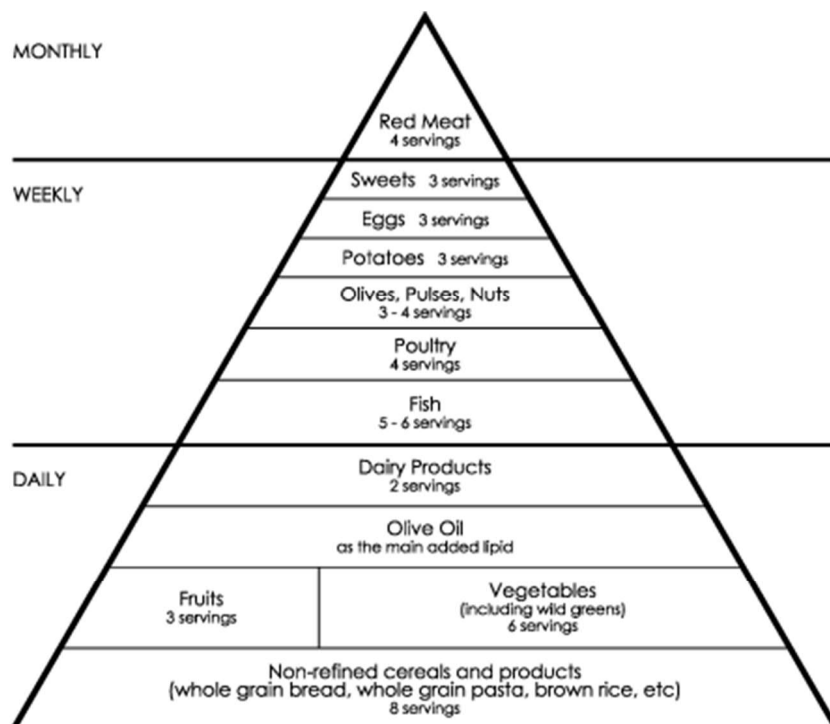 MONTHLY
Red Meat
4 servings
WEEKLY
Sweets 3 servings
Eggs 3 servings
Potatoes 3 servings
Olives, Pulses, Nuts
3 - 4 servings
Poultry
4 servings
Fish
5 - 6 servings
DAILY
Dairy Products
2 servings
Olive Oil
as the main added lipid
Fruits
3 servings
Vegetables
(including wild greens)
6 servings
Non-refined cereals and products
(whole grain bread, whole grain pasta, brown rice, etc)
8 servings